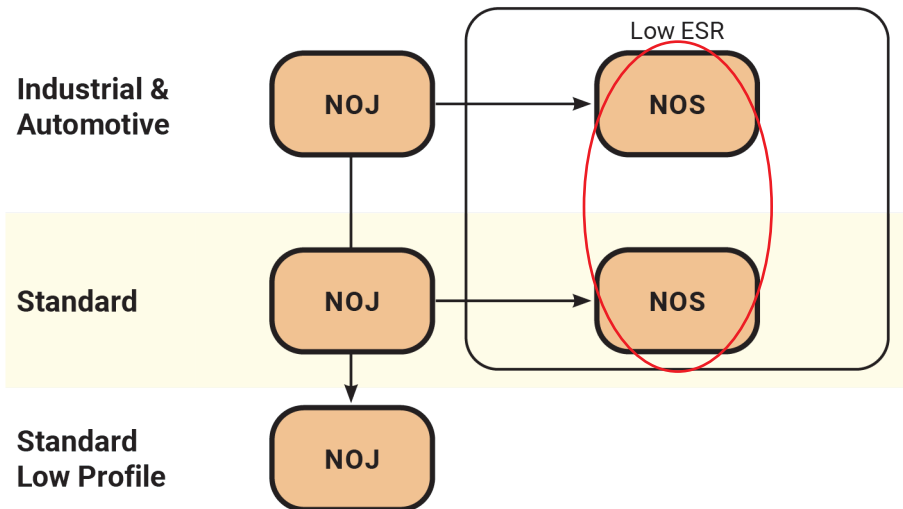 Low ESR
Industrial &
Automotive
NOJ
NOS
Standard
NOJ
NOS
Standard
Low Profile
NOJ